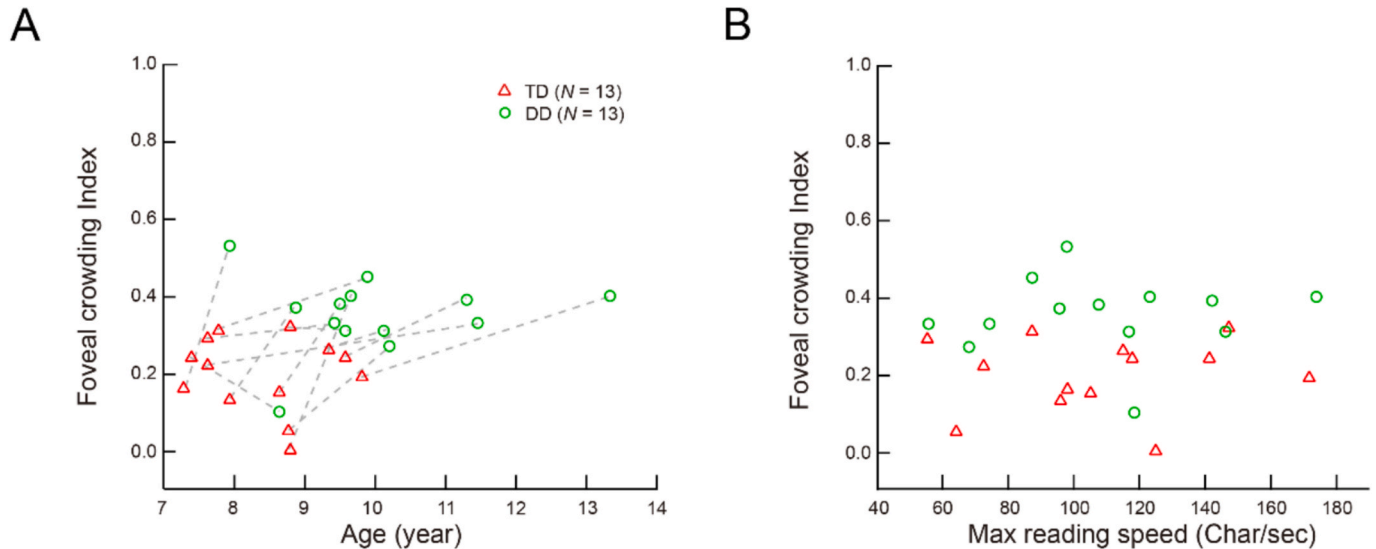 A
B
1.0
0.8
0.6
0.4
0.2
0.0
Foveal crowding Index
TD (N = 13)
DD (N = 13)
7 8 9 10 11 12 13 14
Age (year)
1.0
0.8
0.6
0.4
0.2
0.0
Foveal crowding Index
40 60 80 100 120 140 160 180
Max reading speed (Char/sec)